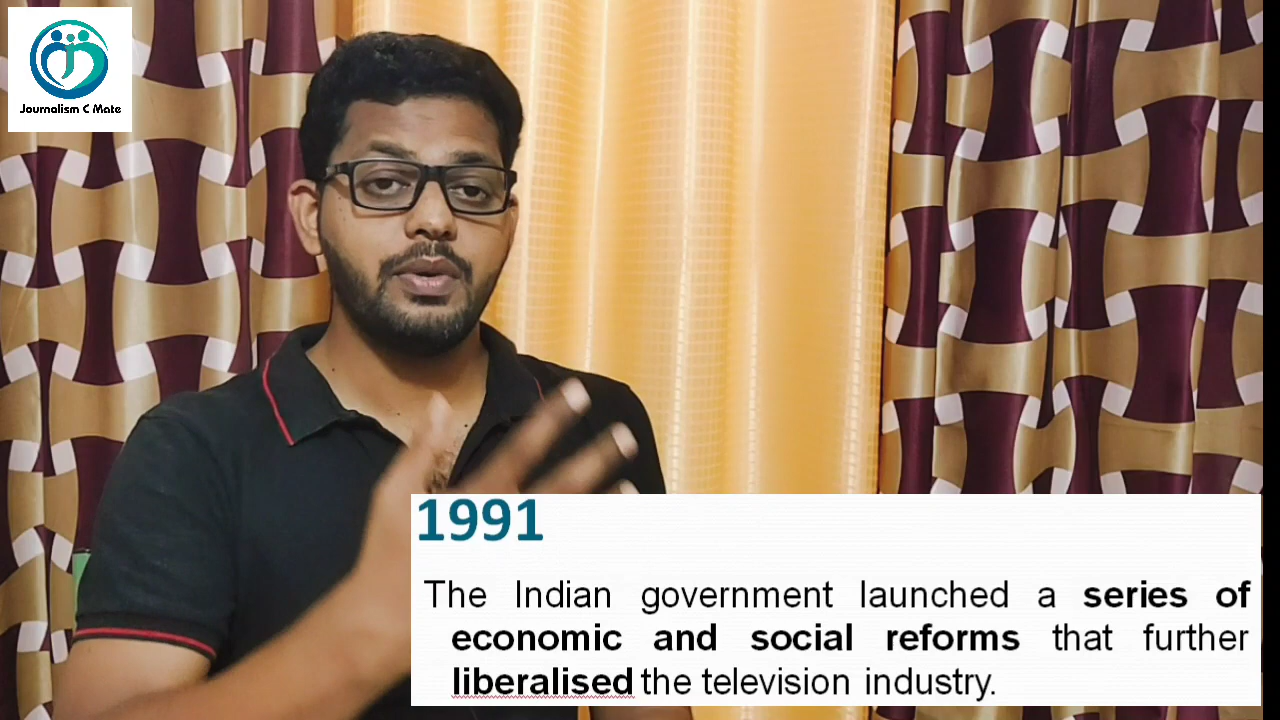 Journalism C Mate
1991
The Indian government launched a series of
economic and social reforms that further
liberalised the television industry.